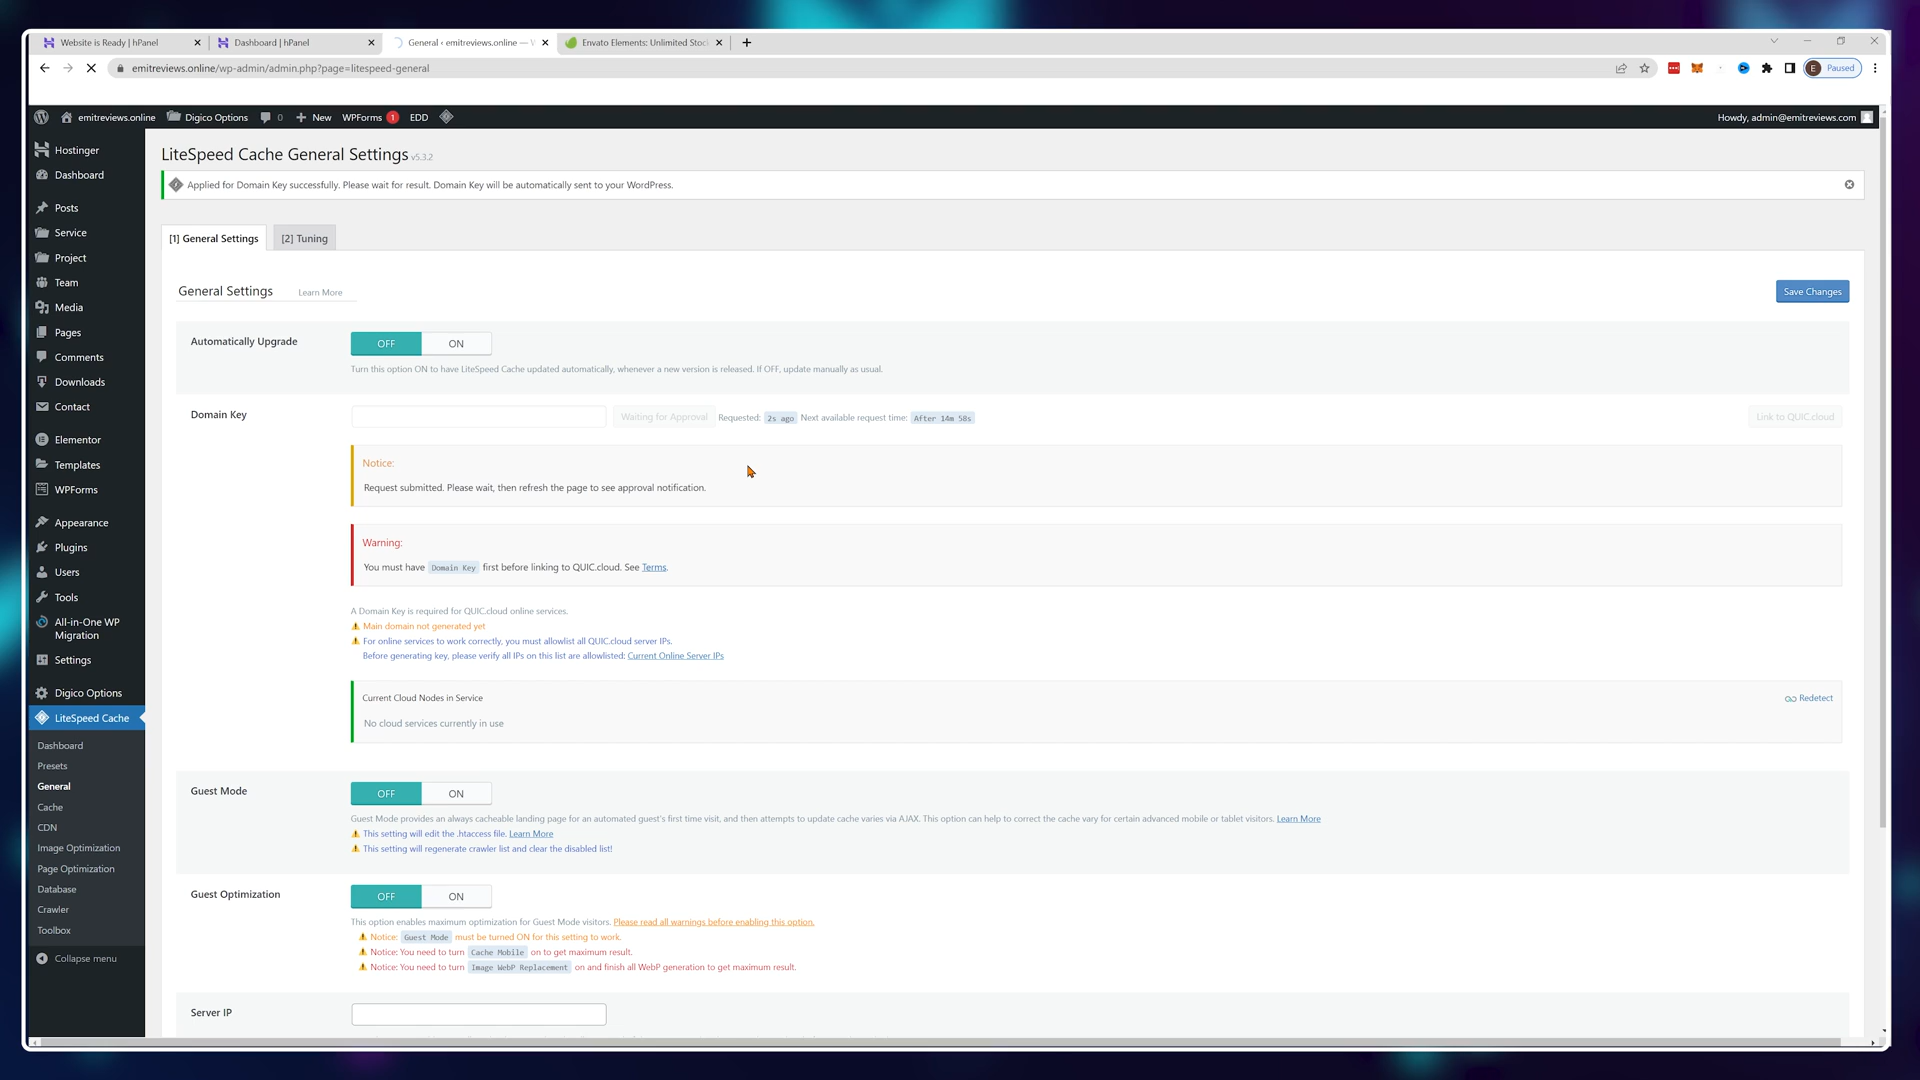 Website is Ready | hPanel
Dashboard | hPanel
General ‹ emitreviews.online —
Envato Elements: Unlimited Stoc
emitreviews.online/wp-admin/admin.php?page=litespeed-general
E Paused
emitreviews.online
Digico Options
0
New
WPForms 1
EDD
Howdy, admin@emitreviews.com
Hostinger
Dashboard
Posts
Service
Project
Team
Media
Pages
Comments
Downloads
Contact
Elementor
Templates
WPForms
Appearance
Plugins
Users
Tools
All-in-One WP
Migration
Settings
Digico Options
LiteSpeed Cache
Dashboard
Presets
General
Cache
CDN
Image Optimization
Page Optimization
Database
Crawler
Toolbox
Collapse menu
LiteSpeed Cache General Settings v5.3.2
Applied for Domain Key successfully. Please wait for result. Domain Key will be automatically sent to your WordPress.
[1] General Settings
[2] Tuning
General Settings
Learn More
Save Changes
Automatically Upgrade
OFF ON
Turn this option ON to have LiteSpeed Cache updated automatically, whenever a new version is released. If OFF, update manually as usual.
Domain Key
Waiting for Approval Requested: 2s ago Next available request time: After 14m 58s
Link to QUIC.cloud
Notice:
Request submitted. Please wait, then refresh the page to see approval notification.
Warning:
You must have Domain Key first before linking to QUIC.cloud. See Terms.
A Domain Key is required for QUIC.cloud online services.
Main domain not generated yet
For online services to work correctly, you must allowlist all QUIC.cloud server IPs.
Before generating key, please verify all IPs on this list are allowlisted: Current Online Server IPs
Current Cloud Nodes in Service
Redetect
No cloud services currently in use
Guest Mode
OFF ON
Guest Mode provides an always cacheable landing page for an automated guest's first time visit, and then attempts to update cache varies via AJAX. This option can help to correct the cache vary for certain advanced mobile or tablet visitors. Learn More
This setting will edit the .htaccess file. Learn More
This setting will regenerate crawler list and clear the disabled list!
Guest Optimization
OFF ON
This option enables maximum optimization for Guest Mode visitors. Please read all warnings before enabling this option.
Notice: Guest Mode must be turned ON for this setting to work.
Notice: You need to turn Cache Mobile on to get maximum result.
Notice: You need to turn Image WebP Replacement on and finish all WebP generation to get maximum result.
Server IP